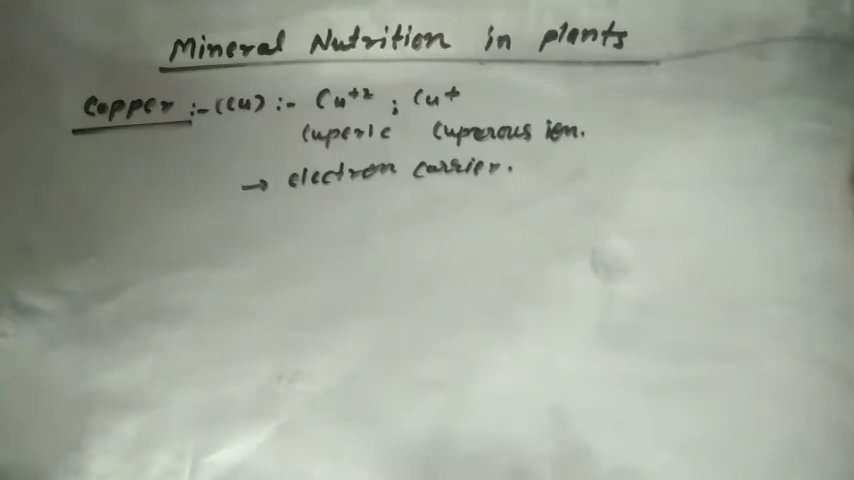 Mineral Nutrition in plants
Copper :- (Cu) :- Cu+2 ; Cu+
Cuperic Cuperous ion.
→ electron carrier.